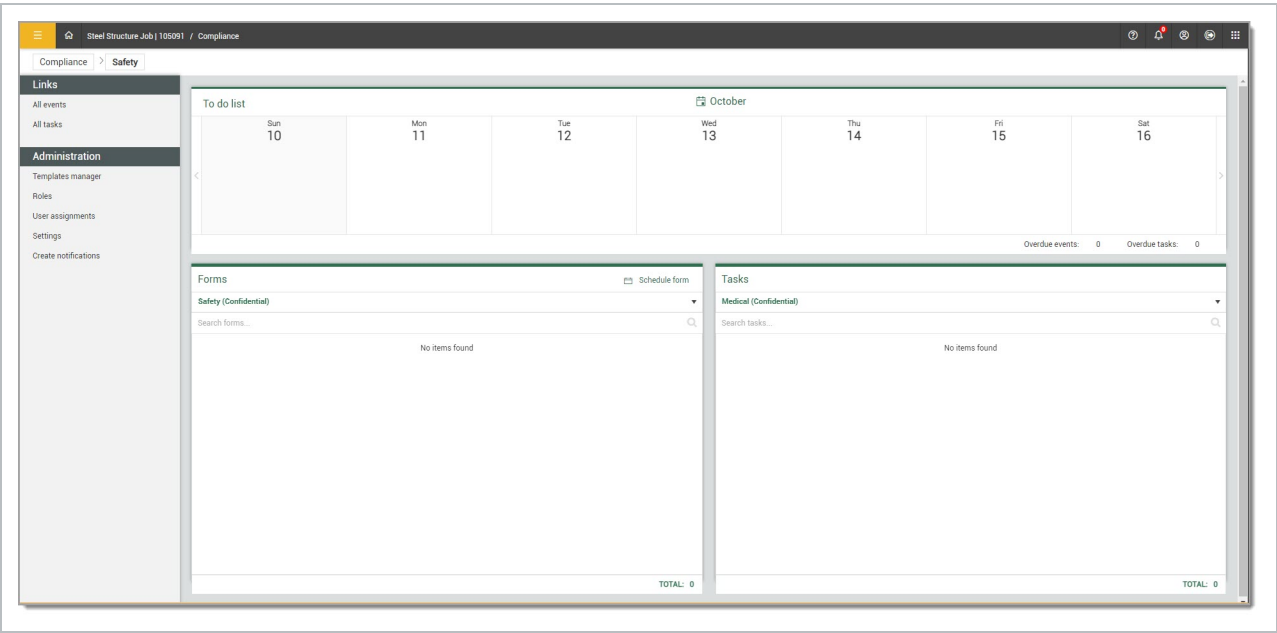 Steel Structure Job | 105091 / Compliance
0
Compliance > Safety
Links
All events
All tasks
Administration
Templates manager
Roles
User assignments
Settings
Create notifications
To do list
October
Sun
10
Mon
11
Tue
12
Wed
13
Thu
14
Fri
15
Sat
16
Overdue events: 0 Overdue tasks: 0
Forms
Schedule form
Safety (Confidential)
Search forms...
No items found
TOTAL: 0
Tasks
Medical (Confidential)
Search tasks...
No items found
TOTAL: 0